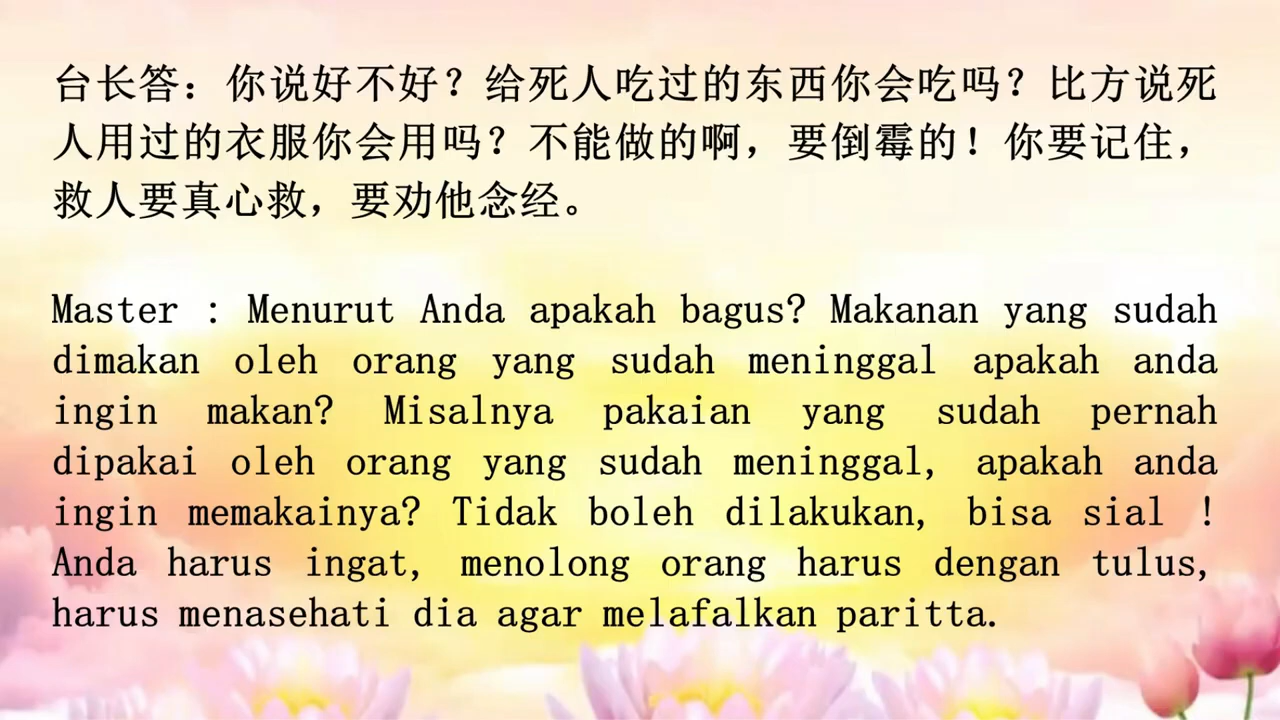 台长答：你说好不好？给死人吃过的东西你会吃吗？比方说死
人用过的衣服你会用吗？不能做的啊，要倒霉的！你要记住，
救人要真心救，要劝他念经。
Master : Menurut Anda apakah bagus? Makanan yang sudah
dimakan oleh orang yang sudah meninggal apakah anda
ingin makan? Misalnya pakaian yang sudah pernah
dipakai oleh orang yang sudah meninggal, apakah anda
ingin memakainya? Tidak boleh dilakukan, bisa sial !
Anda harus ingat, menolong orang harus dengan tulus,
harus menasehati dia agar melafalkan paritta.